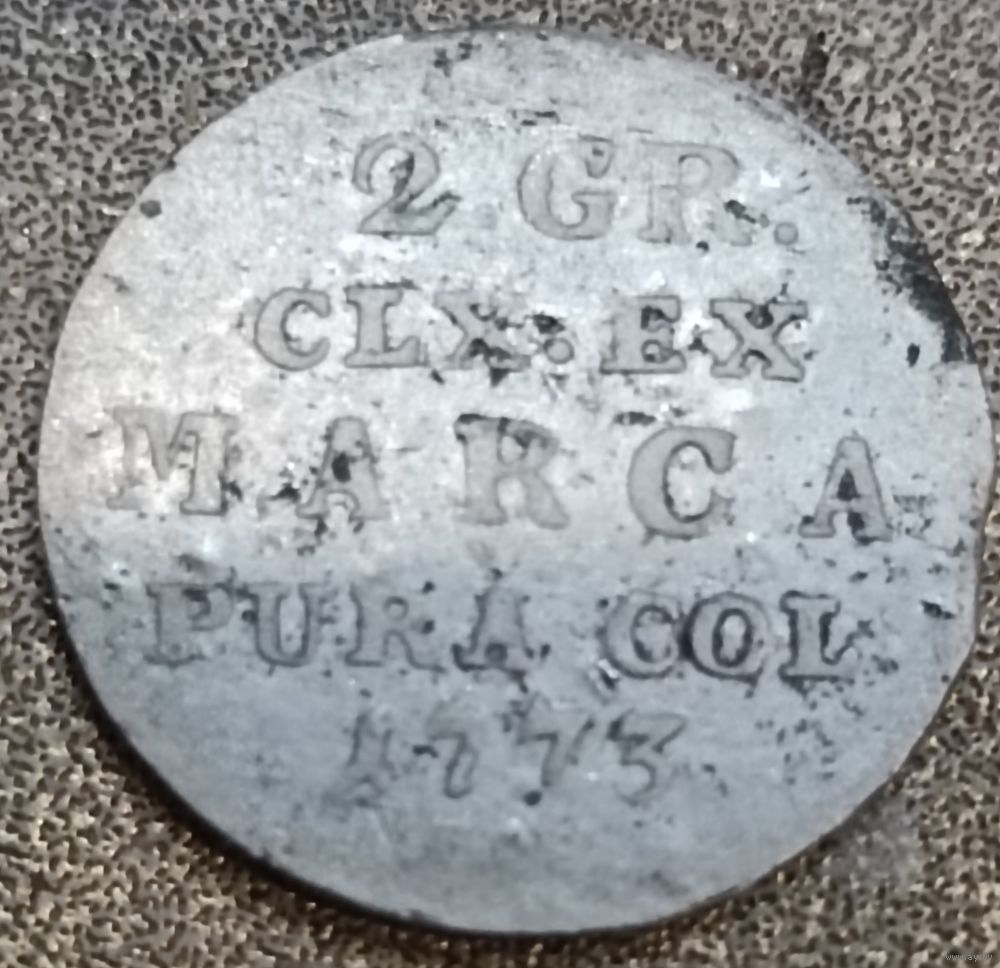 2 GR.
CLX. EX
MARCA
PURA COL
1773